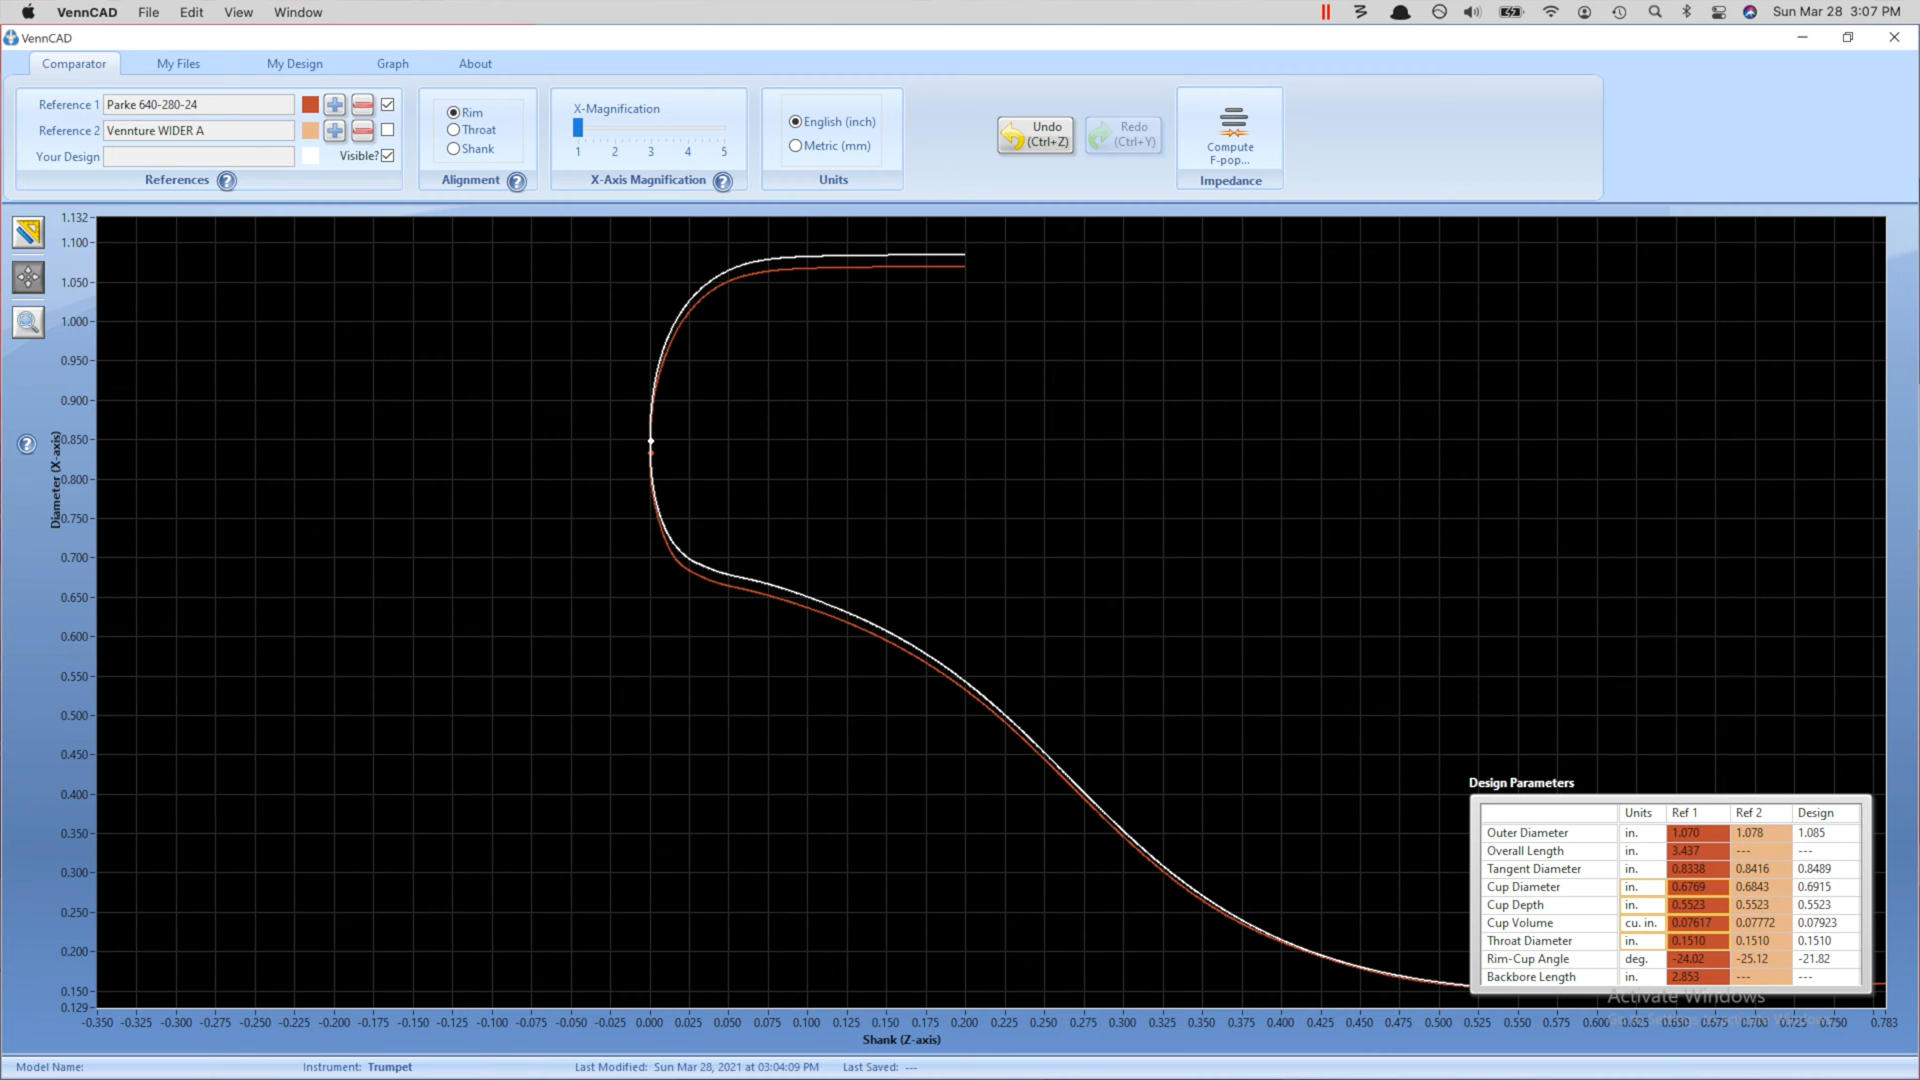 VennCAD File Edit View Window Sun Mar 28 3:07 PM
VennCAD
Comparator My Files My Design Graph About
Reference 1 Parke 640-280-24
Reference 2 Vennture WIDER A
Your Design Visible?
References ?
Rim
Throat
Shank
Alignment ?
X-Magnification
1 2 3 4 5
X-Axis Magnification ?
English (inch)
Metric (mm)
Units
Undo
(Ctrl+Z)
Redo
(Ctrl+Y)
Compute
F-pop...
Impedance
1.132
1.100
1.050
1.000
0.950
0.900
0.850
0.800
0.750
0.700
0.650
0.600
0.550
0.500
0.450
0.400
0.350
0.300
0.250
0.200
0.150
0.129
Diameter (X-axis)
?
Design Parameters
Units Ref 1 Ref 2 Design
Outer Diameter in. 1.070 1.078 1.085
Overall Length in. 3.437 --- ---
Tangent Diameter in. 0.8338 0.8416 0.8489
Cup Diameter in. 0.6769 0.6843 0.6915
Cup Depth in. 0.5523 0.5523 0.5523
Cup Volume cu. in. 0.07617 0.07772 0.07923
Throat Diameter in. 0.1510 0.1510 0.1510
Rim-Cup Angle deg. -24.02 -25.12 -21.82
Backbore Length in. 2.853 --- ---
Activate Windows
-0.350 -0.325 -0.300 -0.275 -0.250 -0.225 -0.200 -0.175 -0.150 -0.125 -0.100 -0.075 -0.050 -0.025 0.000 0.025 0.050 0.075 0.100 0.125 0.150 0.175 0.200 0.225 0.250 0.275 0.300 0.325 0.350 0.375 0.400 0.425 0.450 0.475 0.500 0.525 0.550 0.575 0.600 0.625 0.650 0.675 0.700 0.725 0.750 0.783
Shank (Z-axis)
Model Name: Instrument: Trumpet Last Modified: Sun Mar 28, 2021 at 03:04:09 PM Last Saved: ---